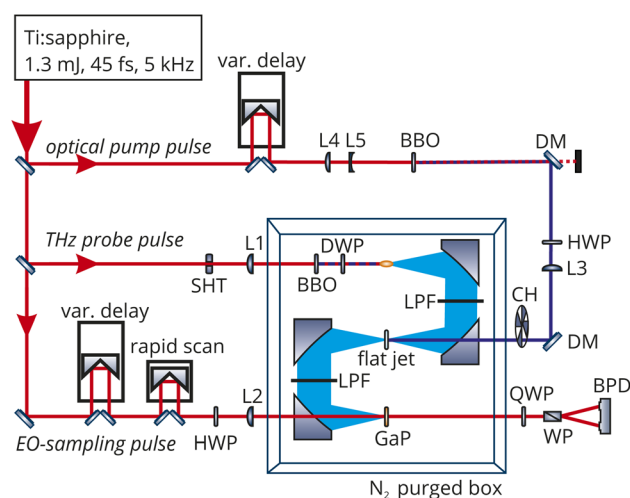 Ti:sapphire,
1.3 mJ, 45 fs, 5 kHz
var. delay
optical pump pulse
L4 L5
BBO
DM
THz probe pulse
SHT
L1
BBO
DWP
LPF
HWP
L3
CH
DM
var. delay
rapid scan
flat jet
LPF
EO-sampling pulse
HWP
L2
GaP
QWP
WP
BPD
N₂ purged box